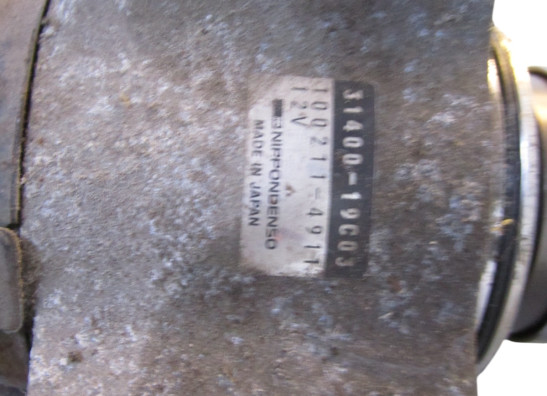 31400-19C03
100211-4911
12V
NIPPONDENSO
MADE IN JAPAN